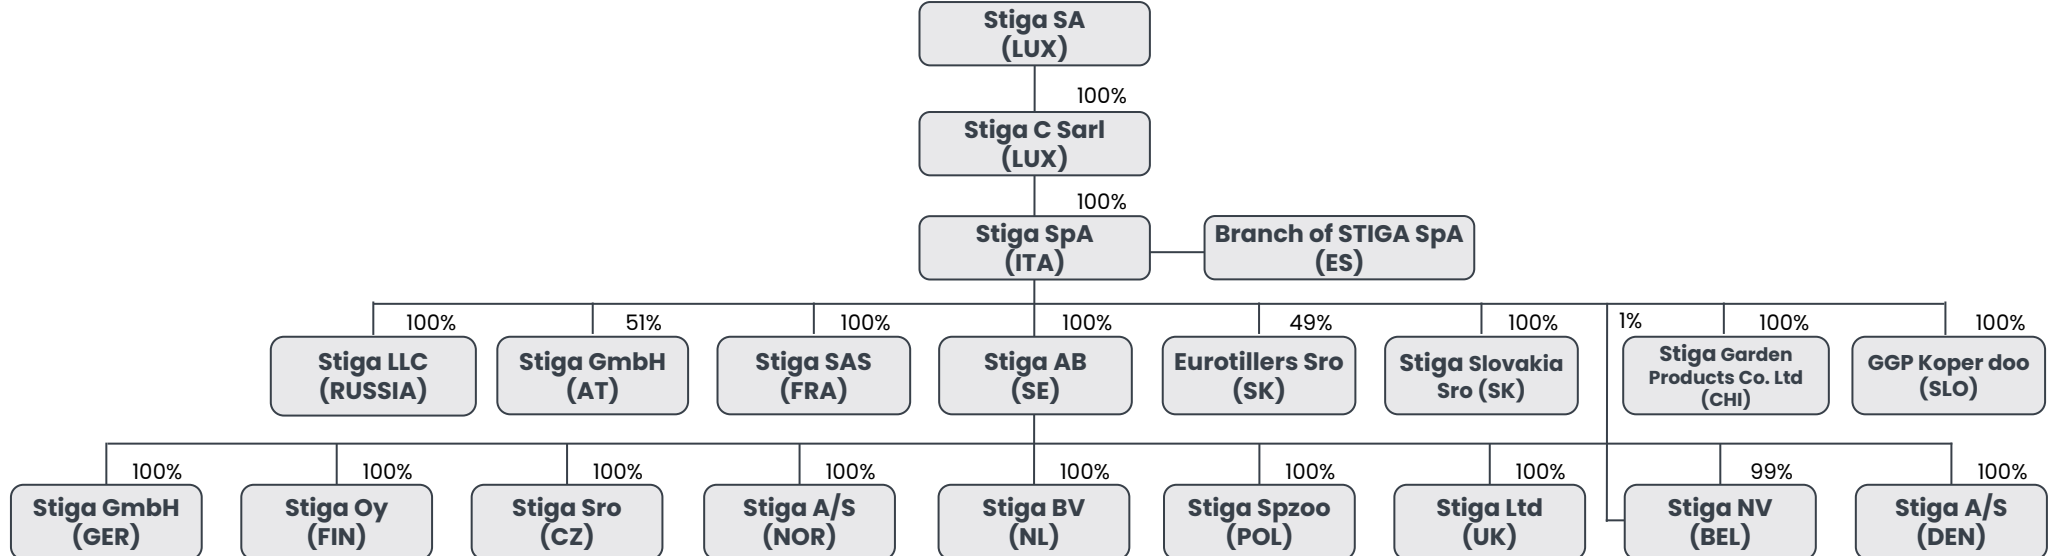 Stiga SA
(LUX)
100%
Stiga C Sarl
(LUX)
100%
Stiga SpA
(ITA)
Branch of STIGA SpA
(ES)
100%
51%
100%
100%
49%
100%
1%
100%
100%
Stiga LLC
(RUSSIA)
Stiga GmbH
(AT)
Stiga SAS
(FRA)
Stiga AB
(SE)
Eurotillers Sro
(SK)
Stiga Slovakia
Sro (SK)
Stiga Garden
Products Co. Ltd
(CHI)
GGP Koper doo
(SLO)
100%
100%
100%
100%
100%
100%
100%
99%
100%
Stiga GmbH
(GER)
Stiga Oy
(FIN)
Stiga Sro
(CZ)
Stiga A/S
(NOR)
Stiga BV
(NL)
Stiga Spzoo
(POL)
Stiga Ltd
(UK)
Stiga NV
(BEL)
Stiga A/S
(DEN)